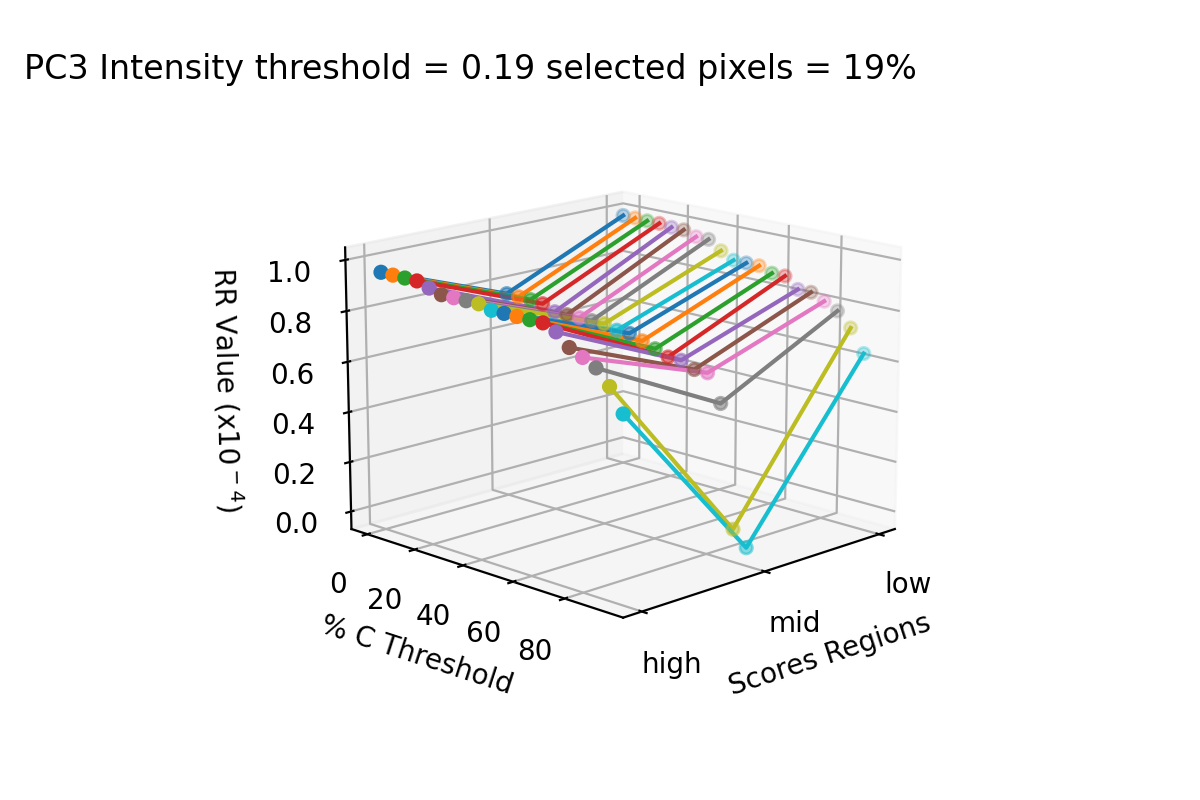 PC3 Intensity threshold = 0.19 selected pixels = 19%
RR Value (x10⁻⁴)
1.0
0.8
0.6
0.4
0.2
0.0
0
20
40
60
80
% C Threshold
high
mid
low
Scores Regions